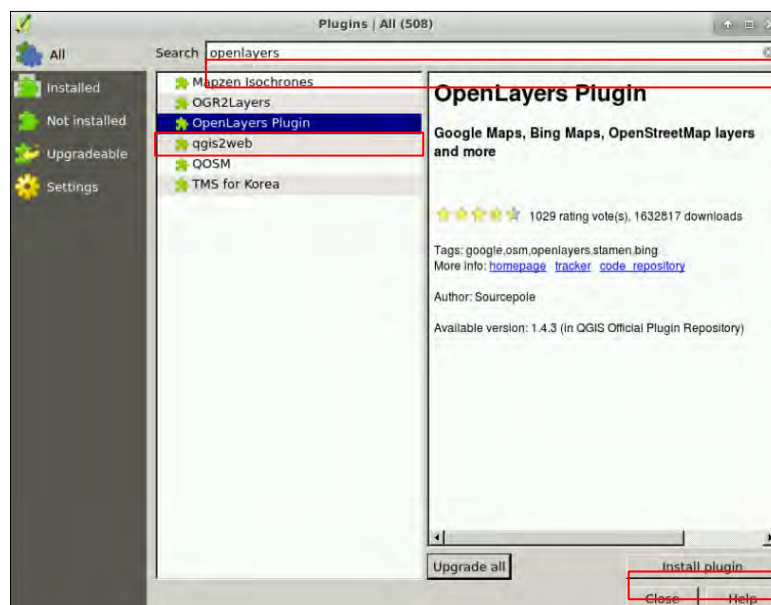 Plugins | All (508)
All
Installed
Not installed
Upgradeable
Settings
Search openlayers
Mapzen Isochrones
OGR2Layers
OpenLayers Plugin
qgis2web
QOSM
TMS for Korea
OpenLayers Plugin
Google Maps, Bing Maps, OpenStreetMap layers
and more
1029 rating vote(s), 1632817 downloads
Tags: google,osm,openlayers,stamen,bing
More info: homepage tracker code_repository
Author: Sourcepole
Available version: 1.4.3 (in QGIS Official Plugin Repository)
Upgrade all
Install plugin
Close
Help